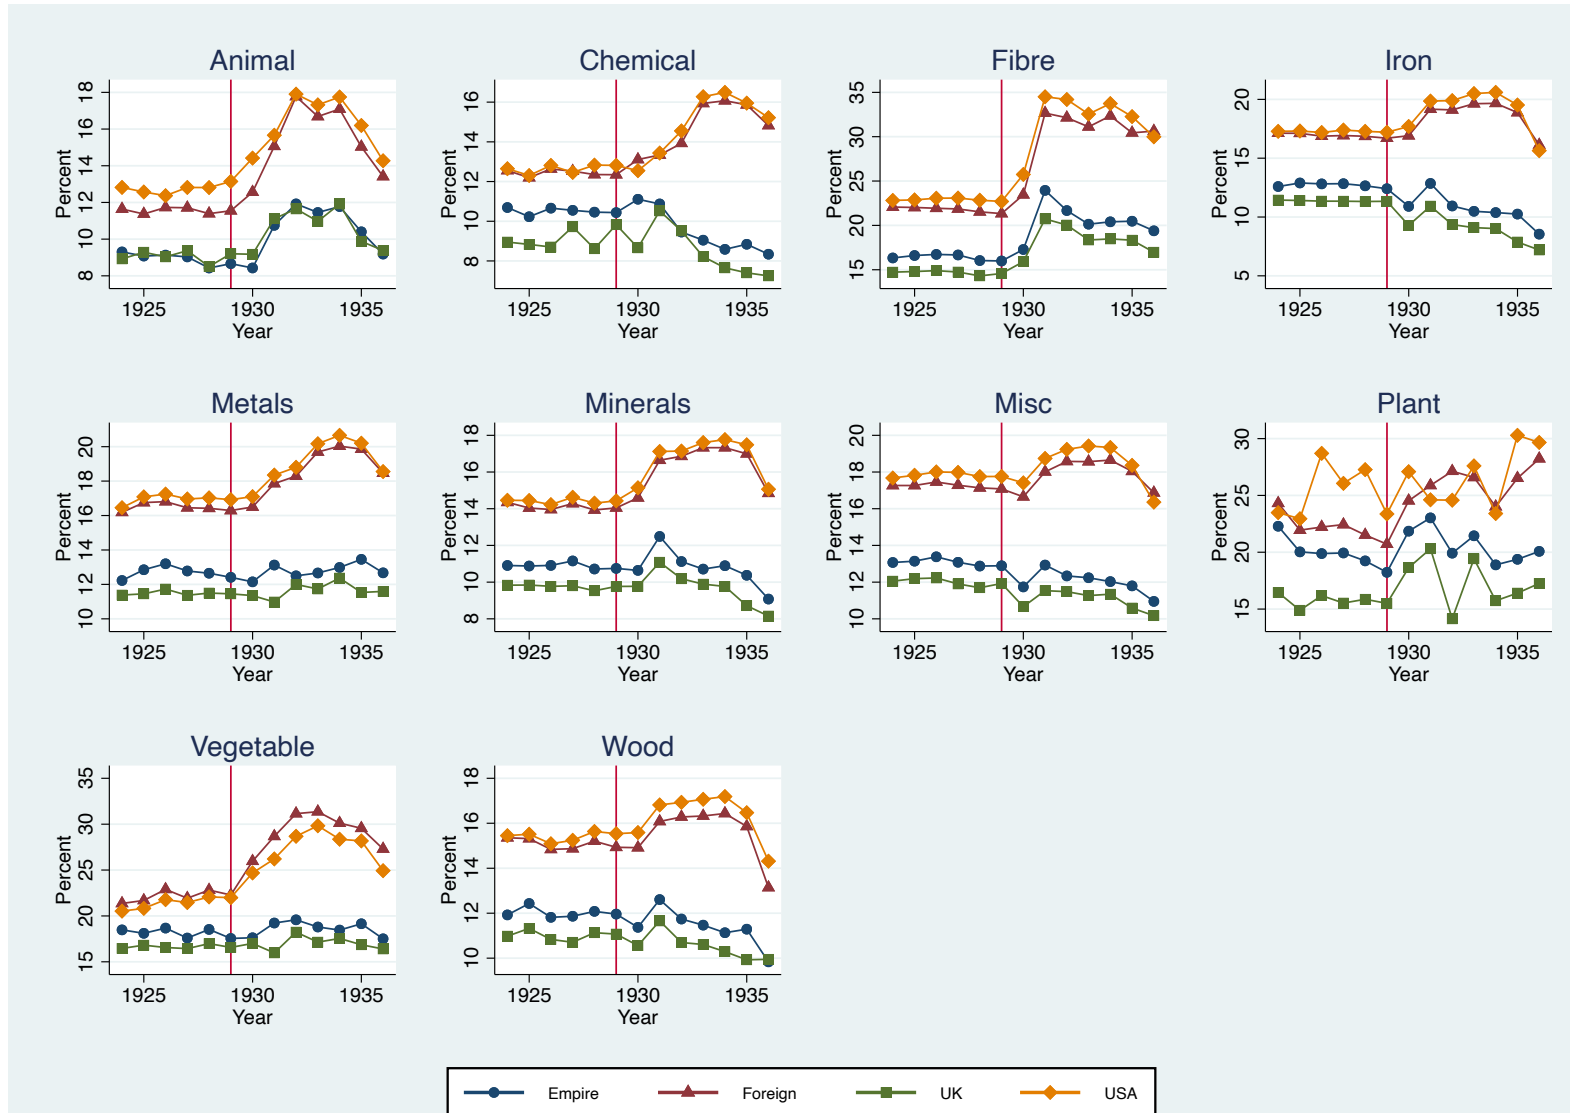 Animal
Percent
18
16
14
12
10
8
1925 1930 1935
Year
Chemical
Percent
16
14
12
10
8
1925 1930 1935
Year
Fibre
Percent
35
30
25
20
15
1925 1930 1935
Year
Iron
Percent
20
15
10
5
1925 1930 1935
Year
Metals
Percent
20
18
16
14
12
10
1925 1930 1935
Year
Minerals
Percent
18
16
14
12
10
8
1925 1930 1935
Year
Misc
Percent
20
18
16
14
12
10
1925 1930 1935
Year
Plant
Percent
30
25
20
15
1925 1930 1935
Year
Vegetable
Percent
35
30
25
20
15
1925 1930 1935
Year
Wood
Percent
18
16
14
12
10
1925 1930 1935
Year
Empire Foreign UK USA